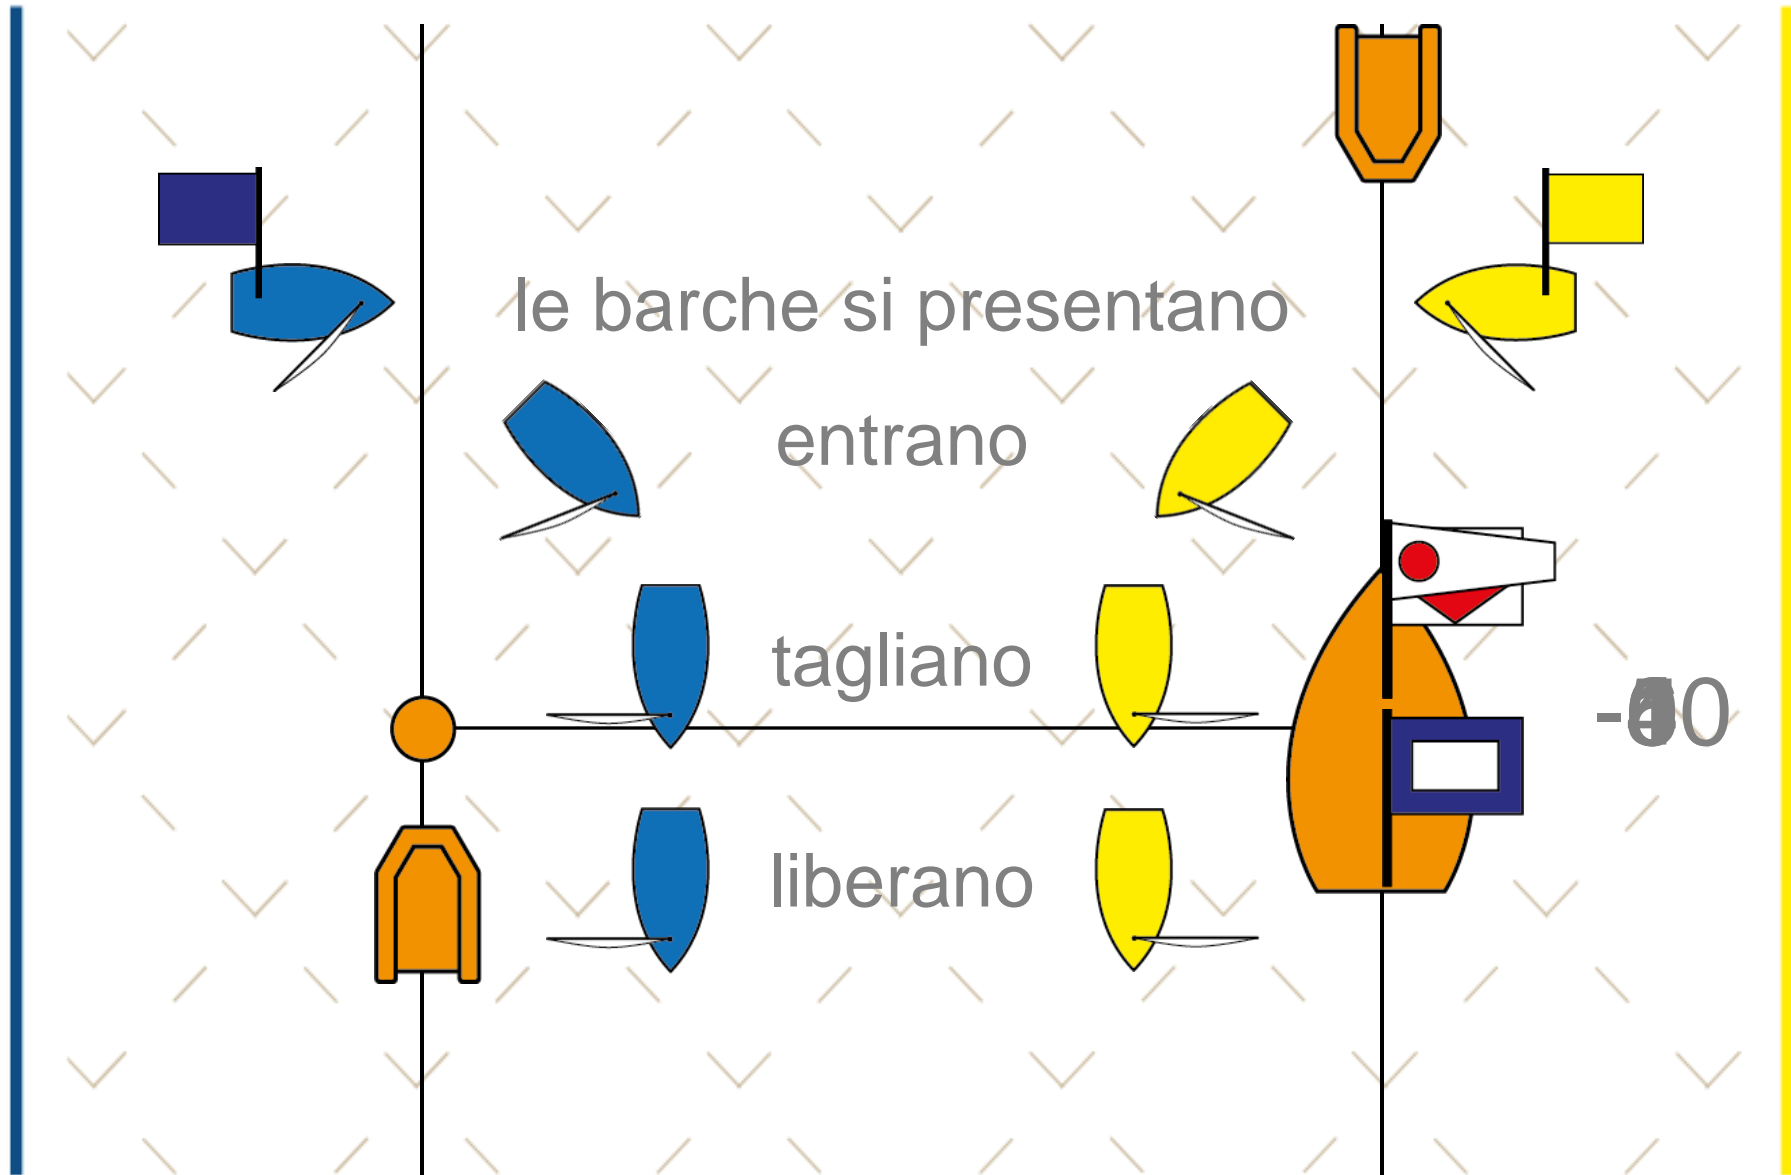 le barche si presentano
entrano
tagliano
liberano